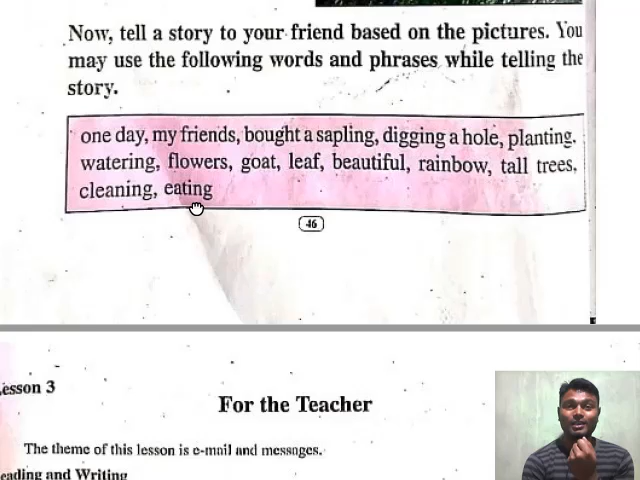 Now, tell a story to your friend based on the pictures. You
may use the following words and phrases while telling the
story.
one day, my friends, bought a sapling, digging a hole, planting,
watering, flowers, goat, leaf, beautiful, rainbow, tall trees,
cleaning, eating
46
Lesson 3
For the Teacher
The theme of this lesson is e-mail and messages.
eading and Writing